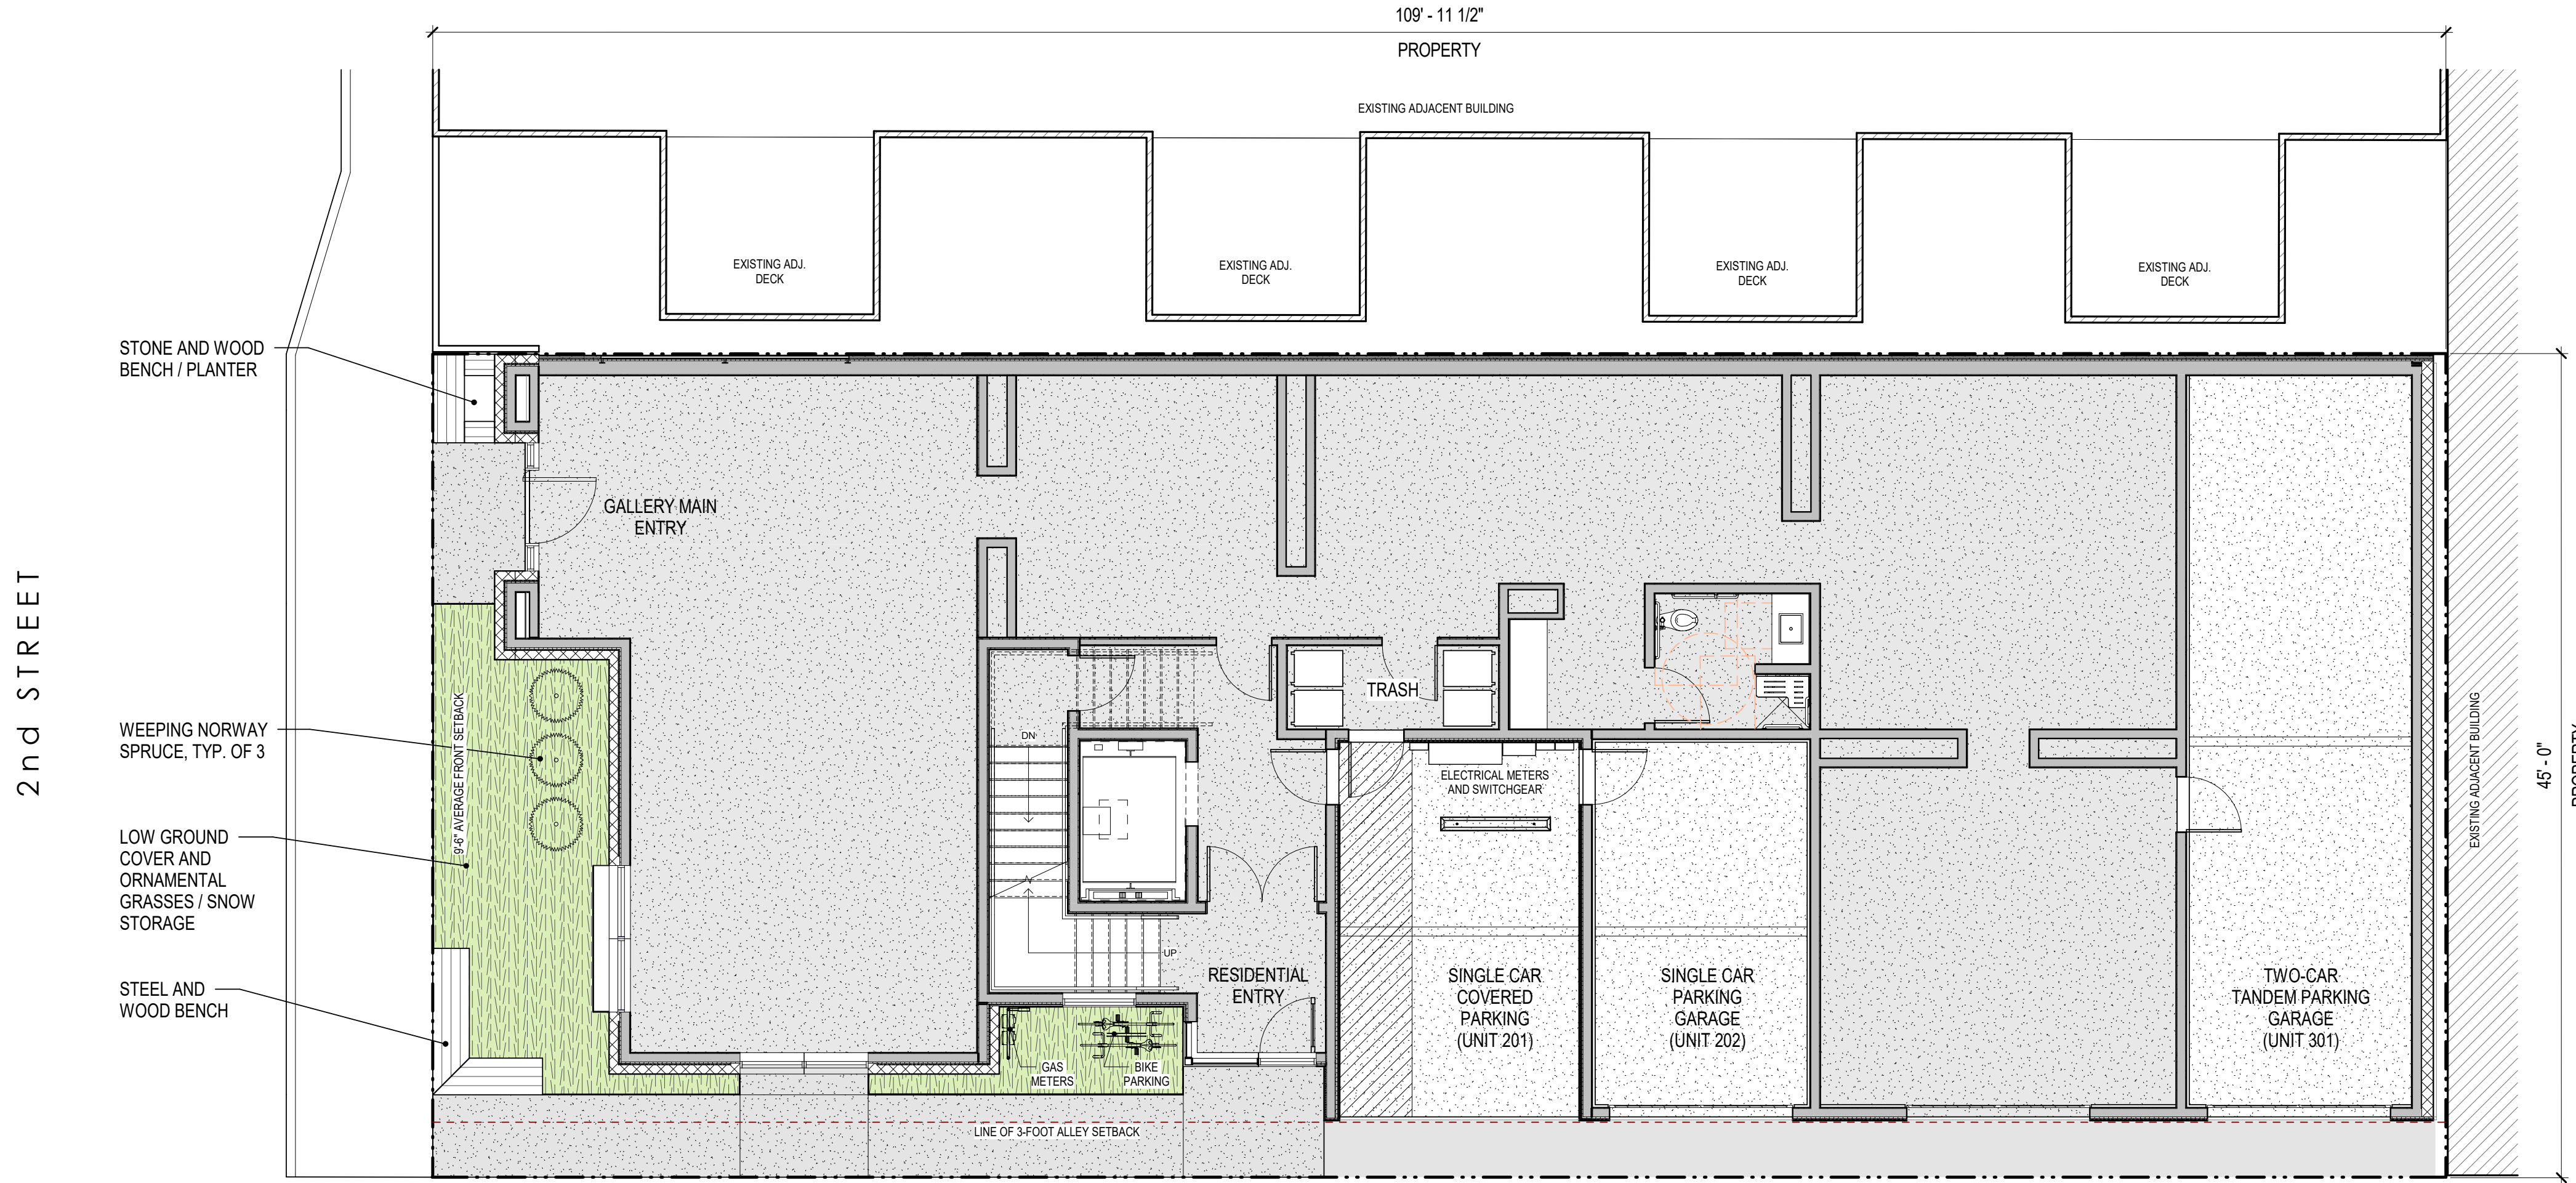 109' - 11 1/2"
PROPERTY
EXISTING ADJACENT BUILDING
EXISTING ADJ.
DECK
EXISTING ADJ.
DECK
EXISTING ADJ.
DECK
EXISTING ADJ.
DECK
STONE AND WOOD
BENCH / PLANTER
GALLERY MAIN
ENTRY
2nd STREET
WEEPING NORWAY
SPRUCE, TYP. OF 3
9'-6" AVERAGE FRONT SETBACK
LOW GROUND
COVER AND
ORNAMENTAL
GRASSES / SNOW
STORAGE
STEEL AND
WOOD BENCH
DN
UP
TRASH
ELECTRICAL METERS
AND SWITCHGEAR
RESIDENTIAL
ENTRY
SINGLE CAR
COVERED
PARKING
(UNIT 201)
SINGLE CAR
PARKING
GARAGE
(UNIT 202)
TWO-CAR
TANDEM PARKING
GARAGE
(UNIT 301)
GAS
METERS
BIKE
PARKING
LINE OF 3-FOOT ALLEY SETBACK
EXISTING ADJACENT BUILDING
45' - 0"
PROPERTY